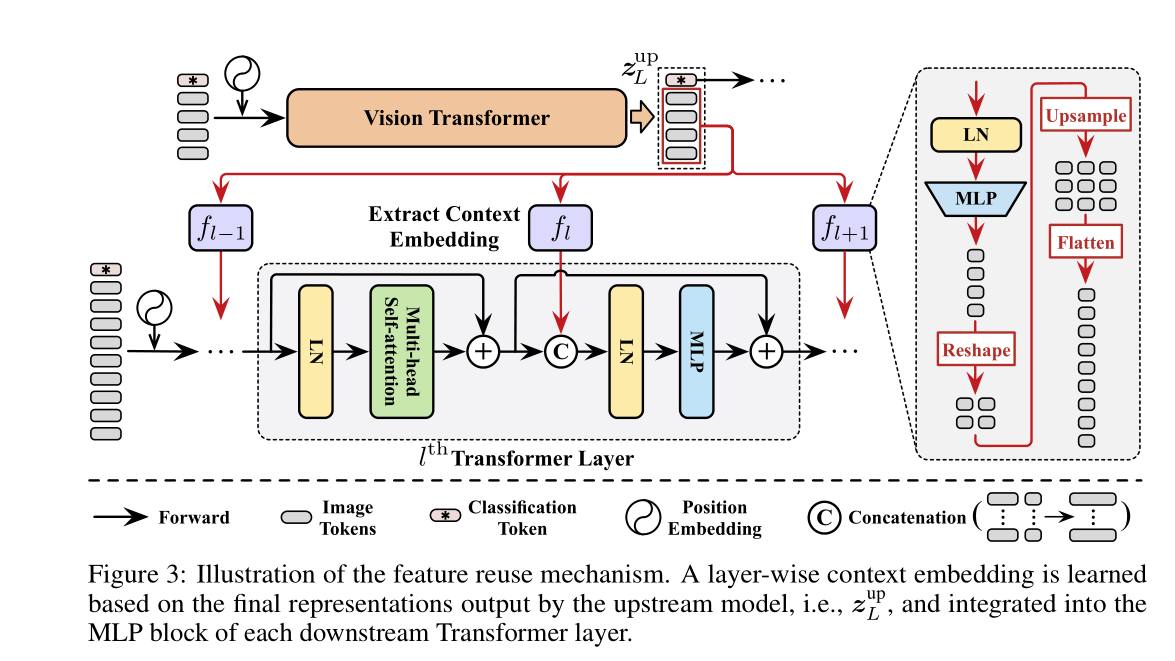 z_L^up
* ...
Vision Transformer
Extract Context
Embedding
f_{l-1}
f_l
f_{l+1}
*
...
LN
Multi-head
Self-attention
+
C
LN
MLP
+
...
l^th Transformer Layer
LN
MLP
Reshape
Upsample
Flatten
Forward
Image
Tokens
* Classification
Token
Position
Embedding
C Concatenation ( )
Figure 3: Illustration of the feature reuse mechanism. A layer-wise context embedding is learned
based on the final representations output by the upstream model, i.e., z_L^up, and integrated into the
MLP block of each downstream Transformer layer.